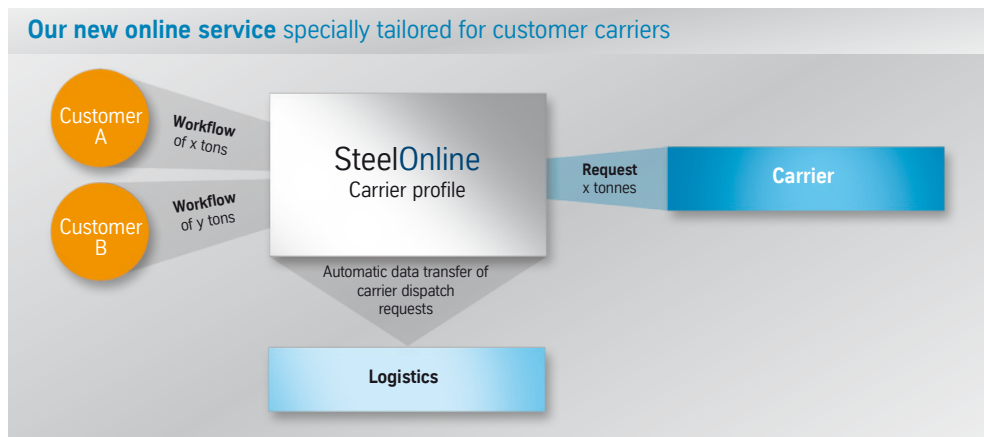 Our new online service specially tailored for customer carriers
Customer
A
Workflow
of x tons
Customer
B
Workflow
of y tons
SteelOnline
Carrier profile
Request
x tonnes
Carrier
Automatic data transfer of
carrier dispatch
requests
Logistics